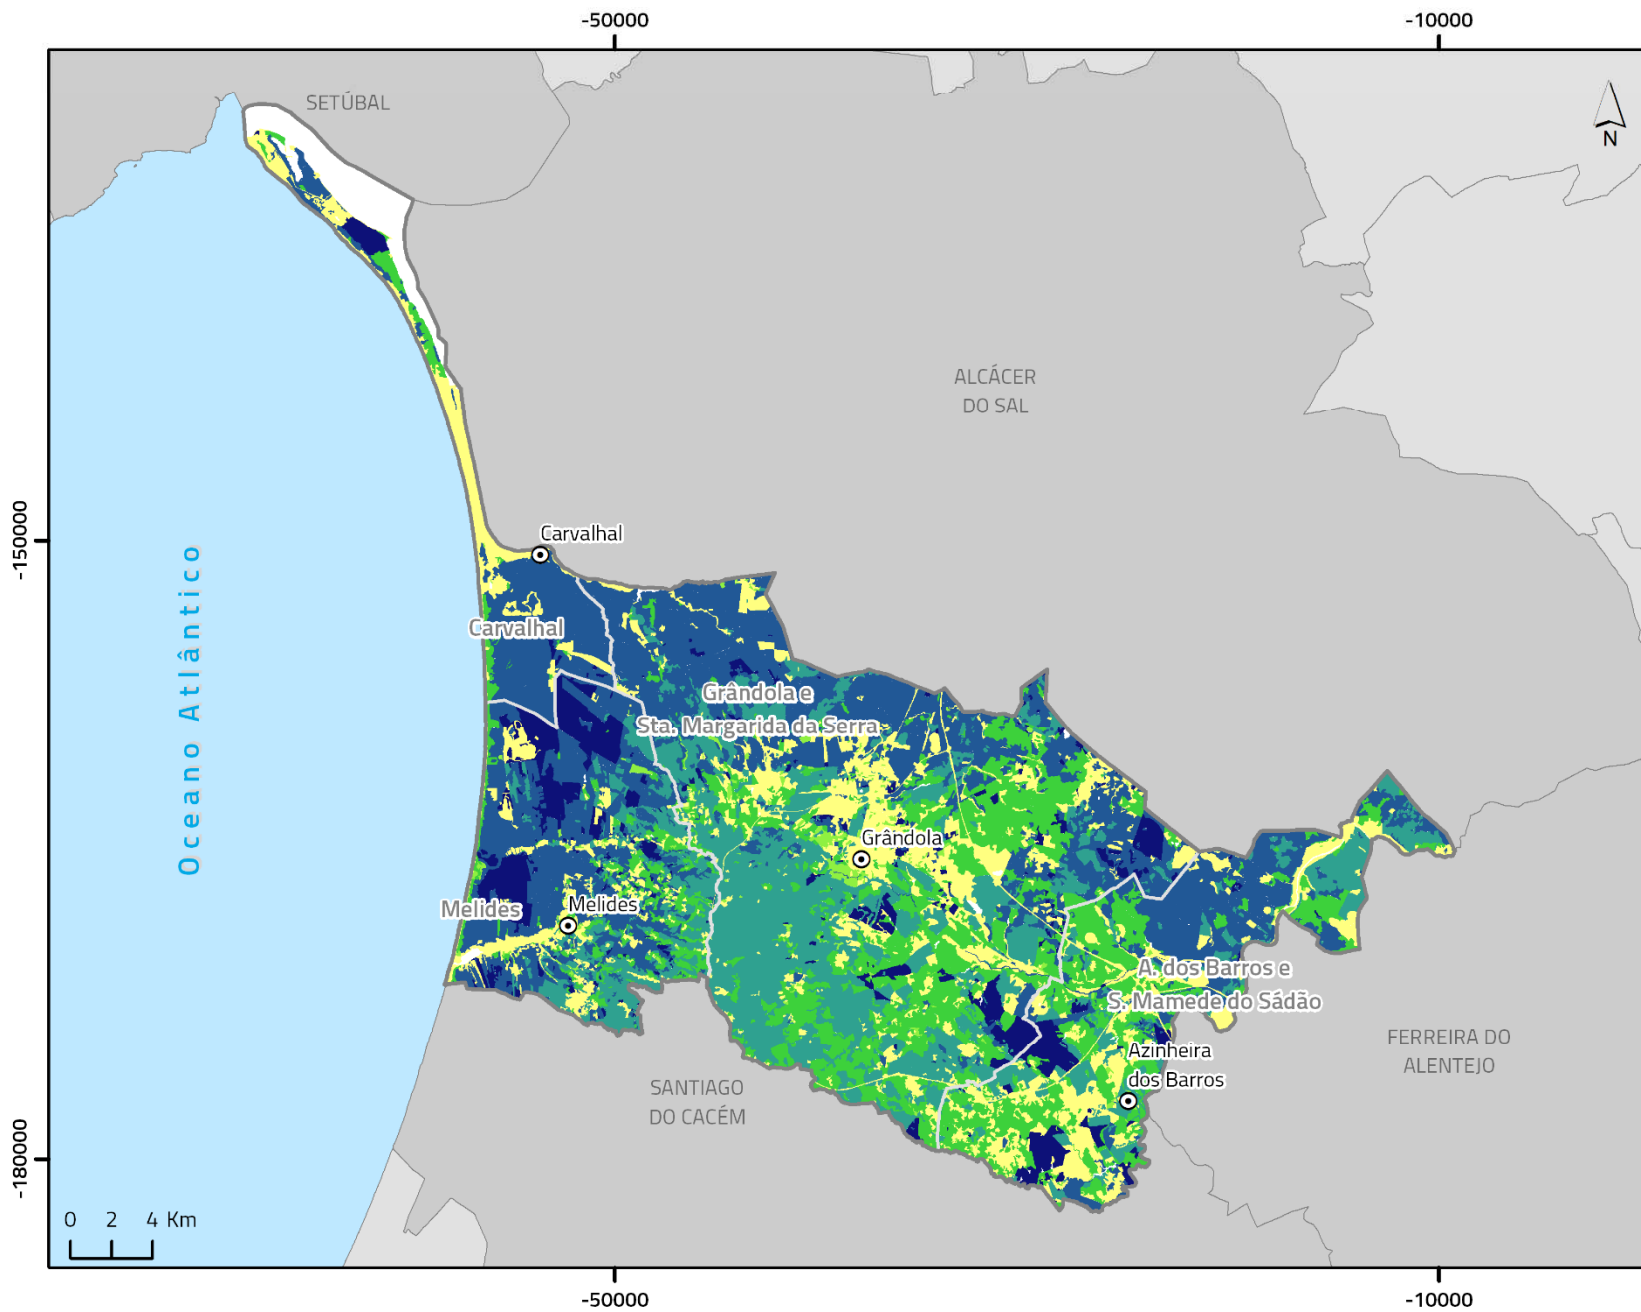 -50000
-10000
SETÚBAL
N
ALCÁCER
DO SAL
-150000
Carvalhal
Oceano Atlântico
Carvalhal
Grândola e
Sta. Margarida da Serra
Grândola
Melides
Melides
A. dos Barros e
S. Mamede do Sádão
FERREIRA DO
ALENTEJO
Azinheira
dos Barros
SANTIAGO
DO CACÉM
-180000
0 2 4 Km
-50000
-10000